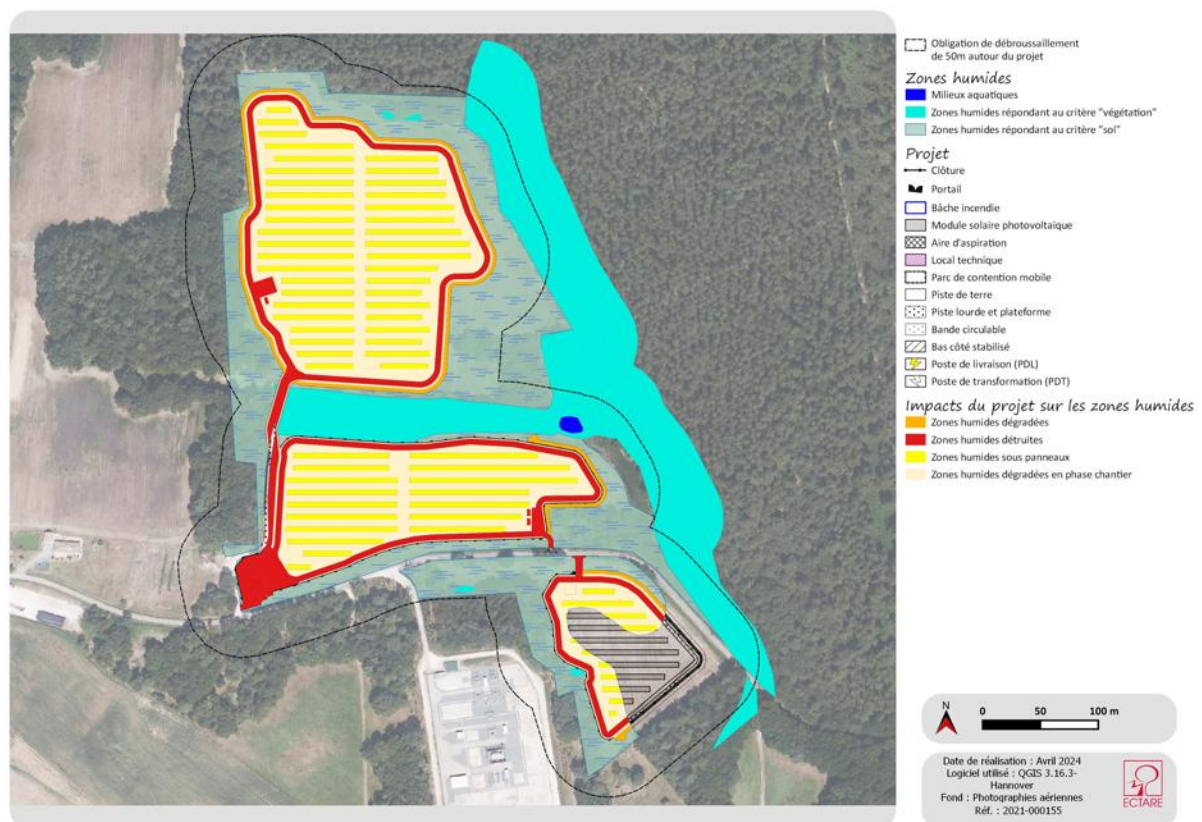 Obligation de débroussaillement
de 50m autour du projet
Zones humides
Milieux aquatiques
Zones humides répondant au critère "végétation"
Zones humides répondant au critère "sol"
Projet
Clôture
Portail
Bâche incendie
Module solaire photovoltaïque
Aire d'aspiration
Local technique
Parc de contention mobile
Piste de terre
Piste lourde et plateforme
Bande circulable
Bas côté stabilisé
Poste de livraison (PDL)
Poste de transformation (PDT)
Impacts du projet sur les zones humides
Zones humides dégradées
Zones humides détruites
Zones humides sous panneaux
Zones humides dégradées en phase chantier
N
0 50 100 m
Date de réalisation : Avril 2024
Logiciel utilisé : QGIS 3.16.3-
Hannover
Fond : Photographies aériennes
Réf. : 2021-000155
ECTARE